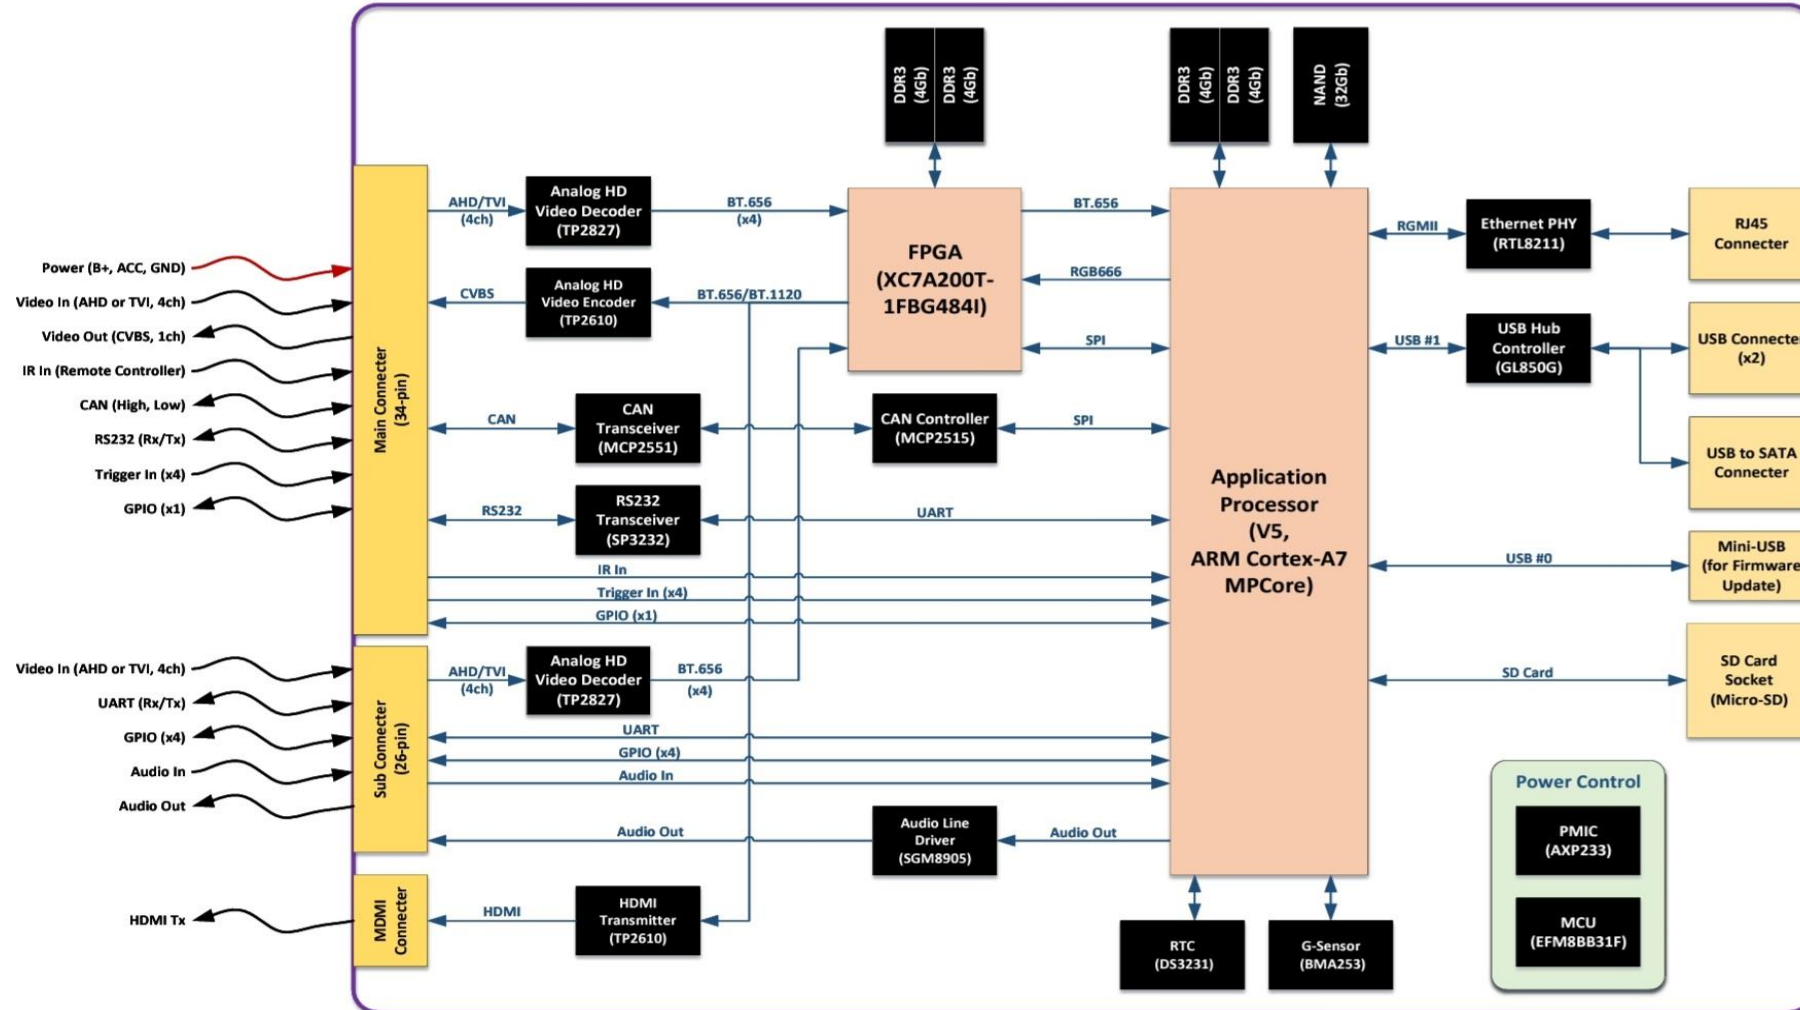 DDR3
(4Gb)
DDR3
(4Gb)
DDR3
(4Gb)
DDR3
(4Gb)
NAND
(32Gb)
Power (B+, ACC, GND)
Video In (AHD or TVI, 4ch)
Video Out (CVBS, 1ch)
IR In (Remote Controller)
CAN (High, Low)
RS232 (Rx/Tx)
Trigger In (x4)
GPIO (x1)
Main Connecter
(34-pin)
AHD/TVI
(4ch)
Analog HD
Video Decoder
(TP2827)
BT.656
(x4)
CVBS
Analog HD
Video Encoder
(TP2610)
BT.656/BT.1120
FPGA
(XC7A200T-
1FBG484I)
BT.656
RGB666
SPI
CAN
CAN
Transceiver
(MCP2551)
CAN Controller
(MCP2515)
SPI
RS232
RS232
Transceiver
(SP3232)
UART
IR In
Trigger In (x4)
GPIO (x1)
Application
Processor
(V5,
ARM Cortex-A7
MPCore)
RGMII
Ethernet PHY
(RTL8211)
RJ45
Connecter
USB #1
USB Hub
Controller
(GL850G)
USB Connecter
(x2)
USB to SATA
Connecter
USB #0
Mini-USB
(for Firmware
Update)
SD Card
SD Card
Socket
(Micro-SD)
Video In (AHD or TVI, 4ch)
UART (Rx/Tx)
GPIO (x4)
Audio In
Audio Out
Sub Connecter
(26-pin)
AHD/TVI
(4ch)
Analog HD
Video Decoder
(TP2827)
BT.656
(x4)
UART
GPIO (x4)
Audio In
Audio Out
Audio Line
Driver
(SGM8905)
Audio Out
HDMI Tx
MDMI
Connecter
HDMI
HDMI
Transmitter
(TP2610)
RTC
(DS3231)
G-Sensor
(BMA253)
Power Control
PMIC
(AXP233)
MCU
(EFM8BB31F)